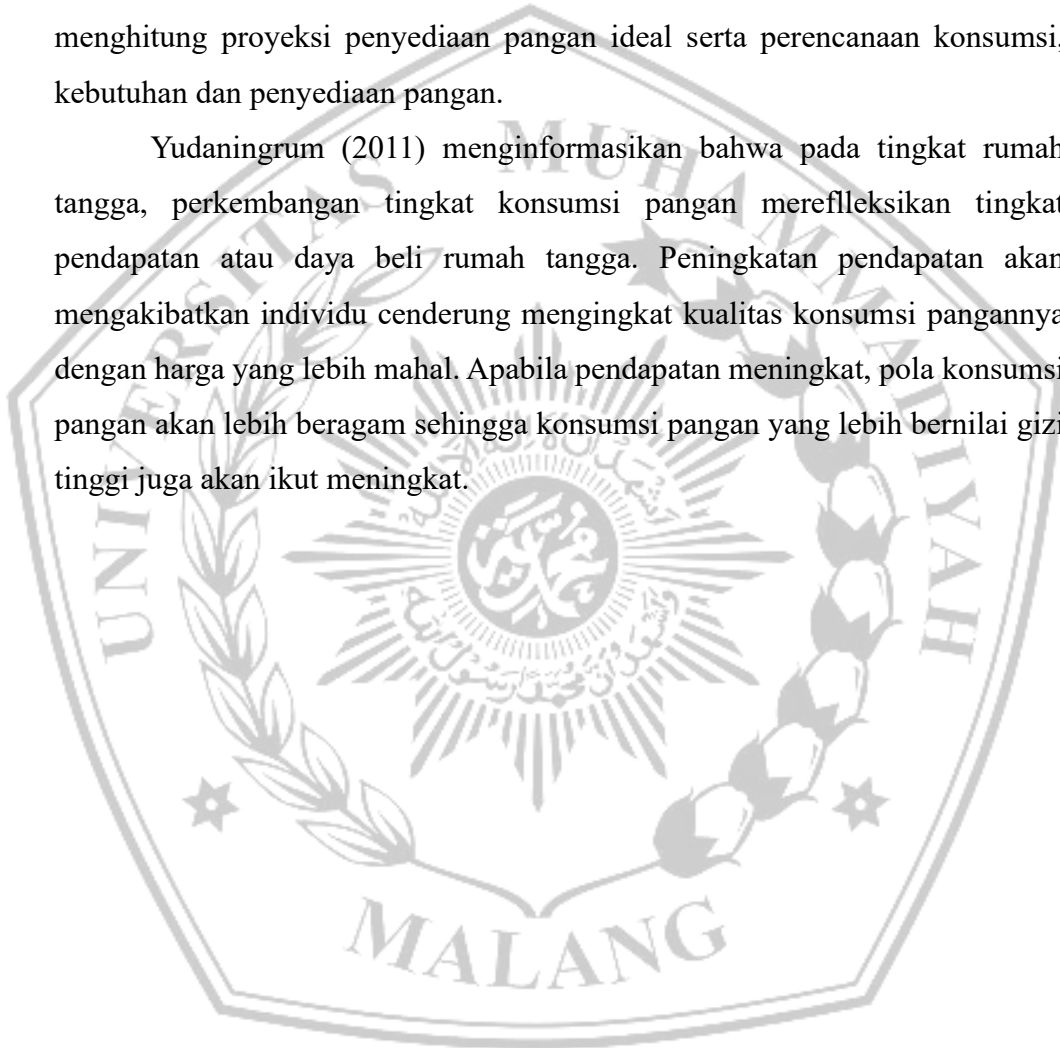 menghitung proyeksi penyediaan pangan ideal serta perencanaan konsumsi,
kebutuhan dan penyediaan pangan.
Yudaningrum (2011) menginformasikan bahwa pada tingkat rumah
tangga, perkembangan tingkat konsumsi pangan mereflleksikan tingkat
pendapatan atau daya beli rumah tangga. Peningkatan pendapatan akan
mengakibatkan individu cenderung mengingkat kualitas konsumsi pangannya
dengan harga yang lebih mahal. Apabila pendapatan meningkat, pola konsumsi
pangan akan lebih beragam sehingga konsumsi pangan yang lebih bernilai gizi
tinggi juga akan ikut meningkat.
UNIVERSITAS MUHAMMADIYAH
MALANG